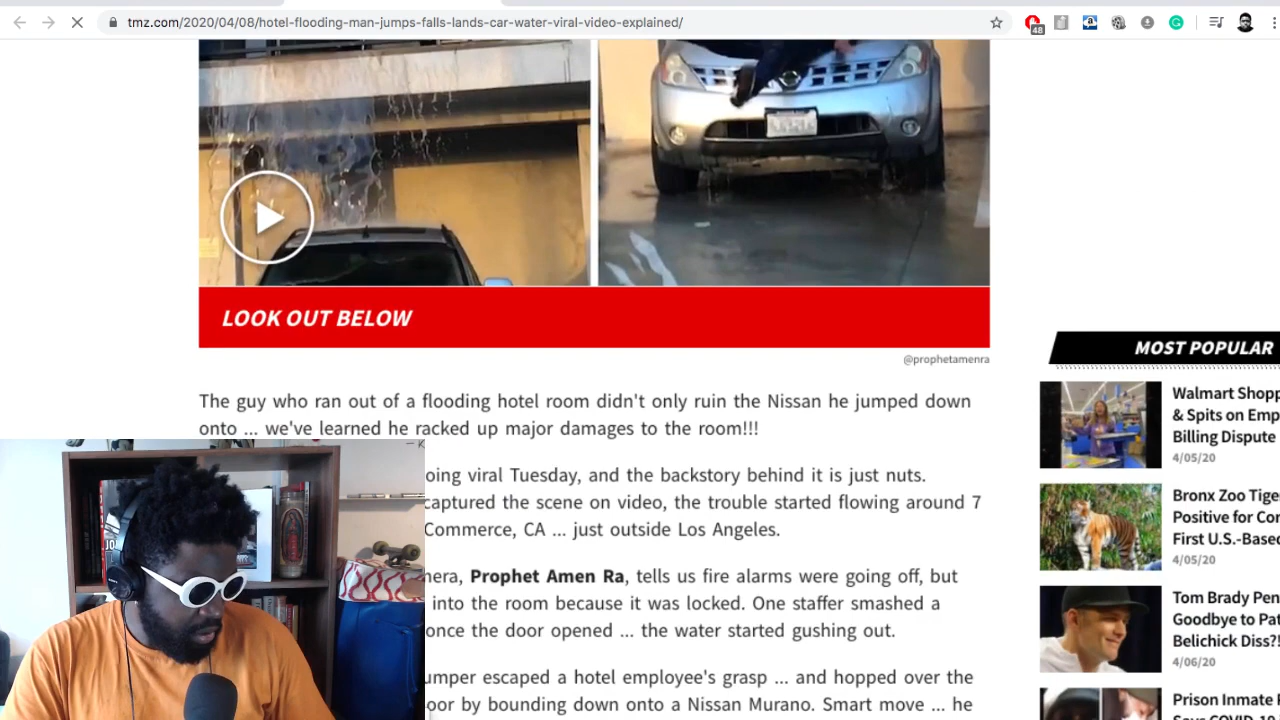 tmz.com/2020/04/08/hotel-flooding-man-jumps-falls-lands-car-water-viral-video-explained/
48
LOOK OUT BELOW
@prophetamenra
The guy who ran out of a flooding hotel room didn't only ruin the Nissan he jumped down
onto ... we've learned he racked up major damages to the room!!!
oing viral Tuesday, and the backstory behind it is just nuts.
captured the scene on video, the trouble started flowing around 7
Commerce, CA ... just outside Los Angeles.
nera, Prophet Amen Ra, tells us fire alarms were going off, but
into the room because it was locked. One staffer smashed a
once the door opened ... the water started gushing out.
umper escaped a hotel employee's grasp ... and hopped over the
oor by bounding down onto a Nissan Murano. Smart move ... he
MOST POPULAR
Walmart Shopp
& Spits on Emp
Billing Dispute
4/05/20
Bronx Zoo Tige
Positive for Cor
First U.S.-Base
4/05/20
Tom Brady Pen
Goodbye to Pat
Belichick Diss?!
4/06/20
Prison Inmate
Says COVID-1